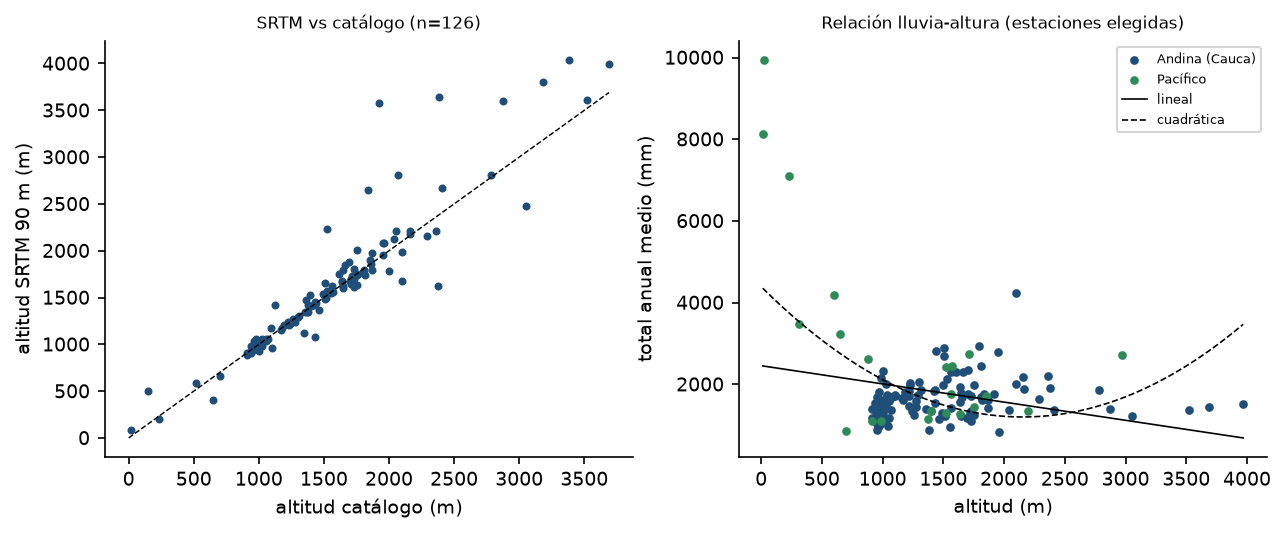 SRTM vs catálogo (n=126)
altitud SRTM 90 m (m)
4000
3500
3000
2500
2000
1500
1000
500
0
0 500 1000 1500 2000 2500 3000 3500
altitud catálogo (m)
Relación lluvia-altura (estaciones elegidas)
total anual medio (mm)
10000
8000
6000
4000
2000
Andina (Cauca)
Pacífico
lineal
cuadrática
0 500 1000 1500 2000 2500 3000 3500 4000
altitud (m)